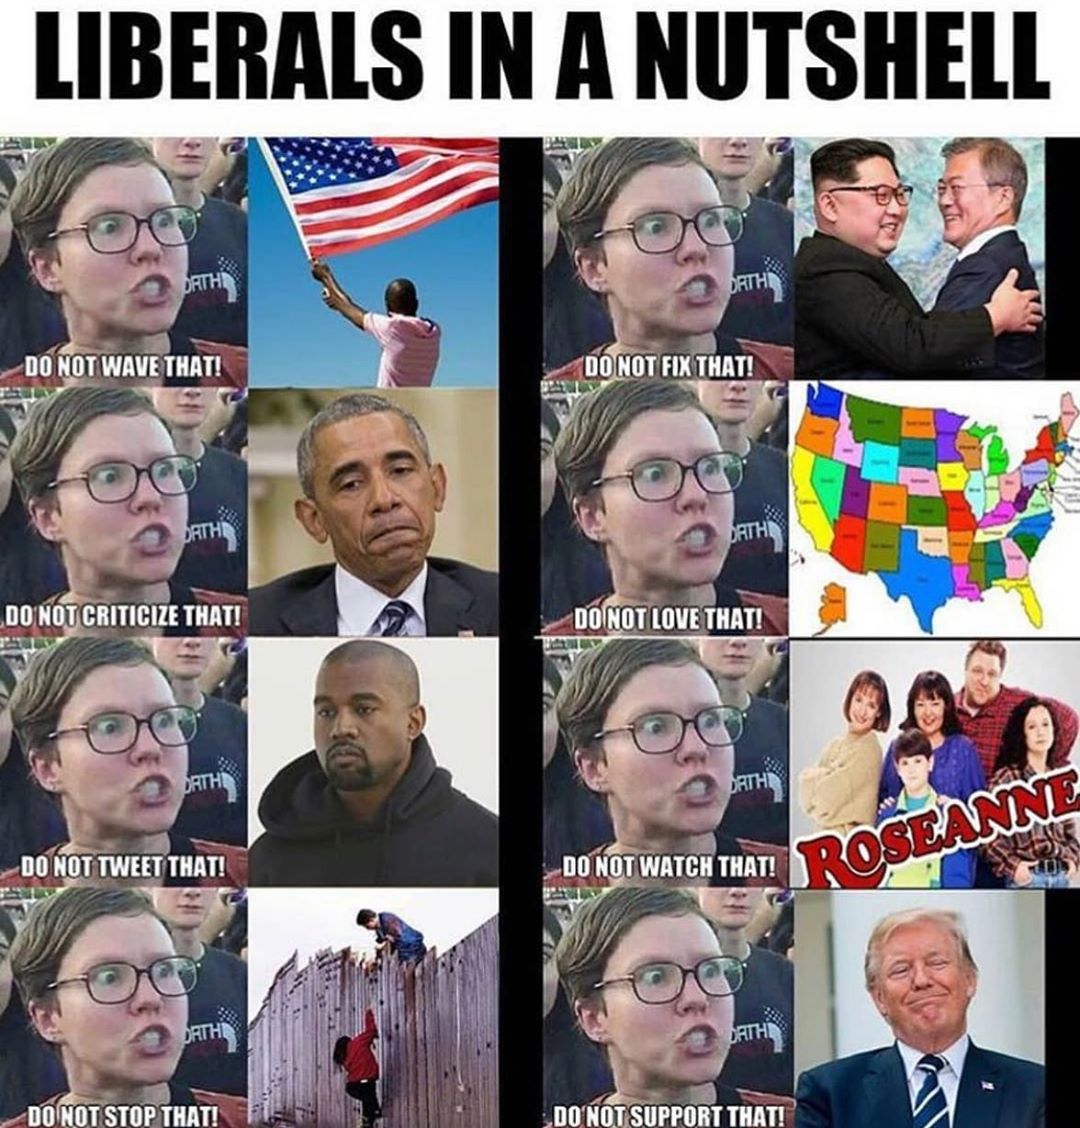 LIBERALS IN A NUTSHELL
DO NOT WAVE THAT!
DO NOT FIX THAT!
DO NOT CRITICIZE THAT!
DO NOT LOVE THAT!
DO NOT TWEET THAT!
DO NOT WATCH THAT!
ROSEANNE
DO NOT STOP THAT!
DO NOT SUPPORT THAT!